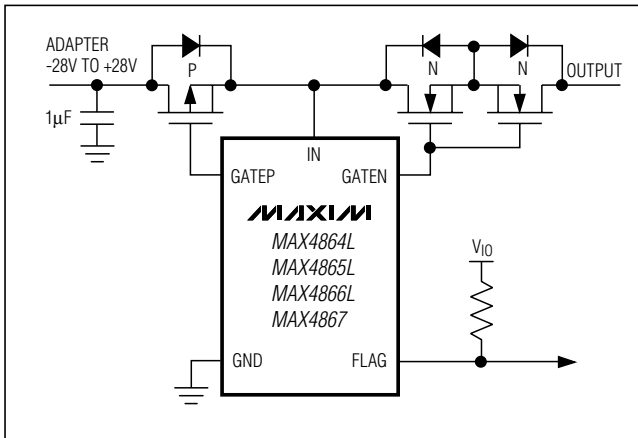 ADAPTER
-28V TO +28V
P
N
N
OUTPUT
1µF
IN
GATEP
GATEN
MAXIM
MAX4864L
MAX4865L
MAX4866L
MAX4867
VIO
GND
FLAG